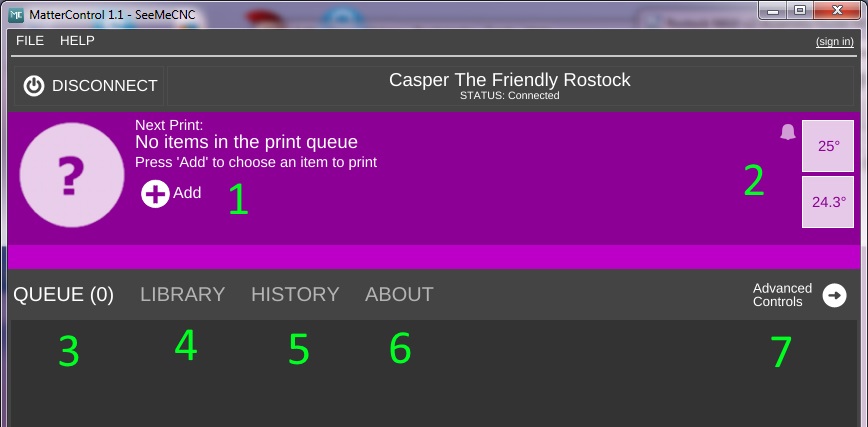 MatterControl 1.1 - SeeMeCNC
FILE HELP (sign in)
DISCONNECT
Casper The Friendly Rostock
STATUS: Connected
Next Print:
No items in the print queue
Press 'Add' to choose an item to print
?
Add
1
2
25°
24.3°
QUEUE (0) LIBRARY HISTORY ABOUT
Advanced
Controls
3 4 5 6 7